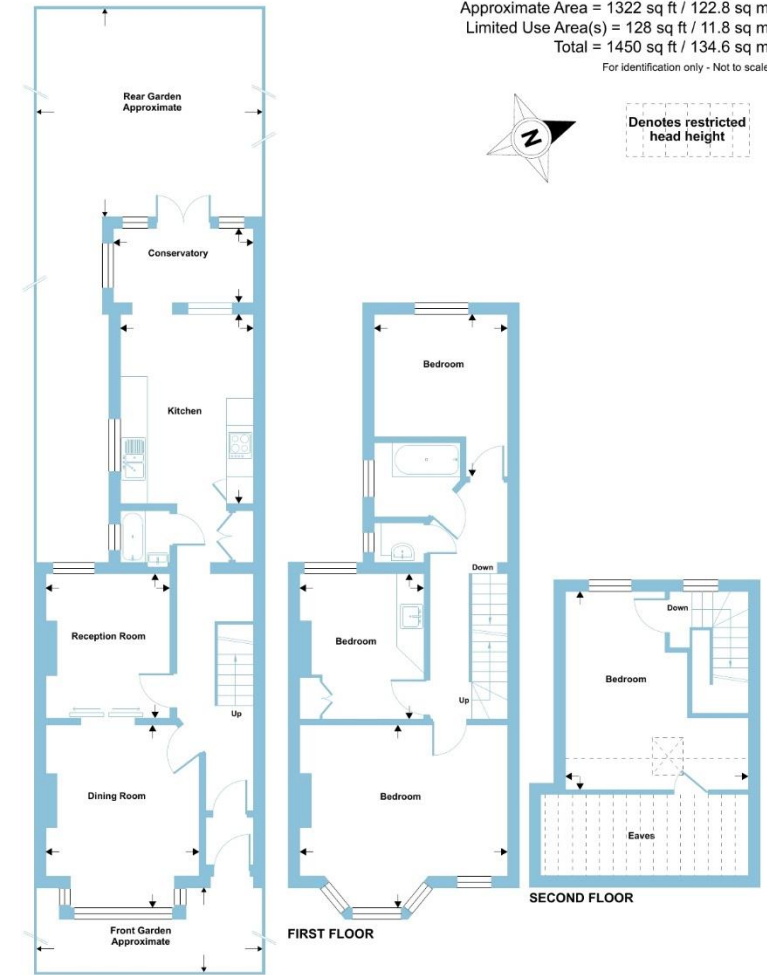 Approximate Area = 1322 sq ft / 122.8 sq m
Limited Use Area(s) = 128 sq ft / 11.8 sq m
Total = 1450 sq ft / 134.6 sq m
For identification only - Not to scale
Denotes restricted
head height
N
Rear Garden
Approximate
Conservatory
Kitchen
Reception Room
Up
Dining Room
Front Garden
Approximate
Bedroom
Down
Bedroom
Up
Bedroom
FIRST FLOOR
Down
Bedroom
Eaves
SECOND FLOOR